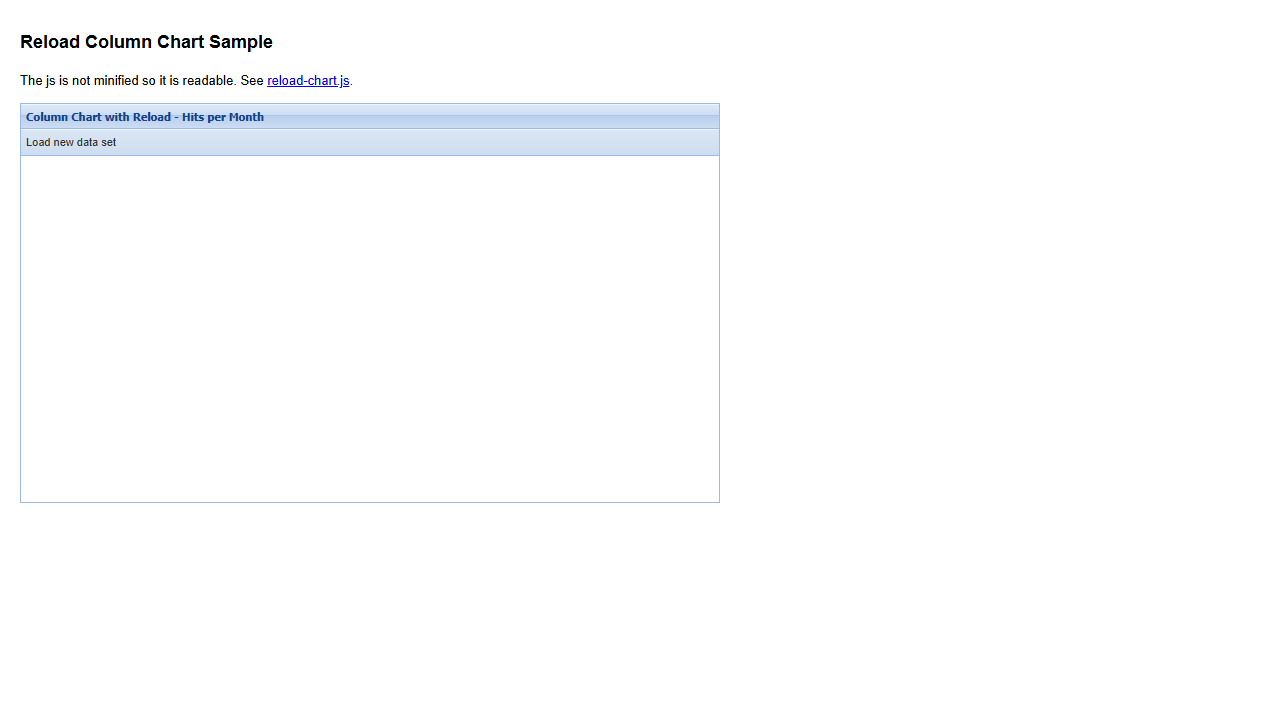 Reload Column Chart Sample
The js is not minified so it is readable. See reload-chart.js.
Column Chart with Reload - Hits per Month
Load new data set